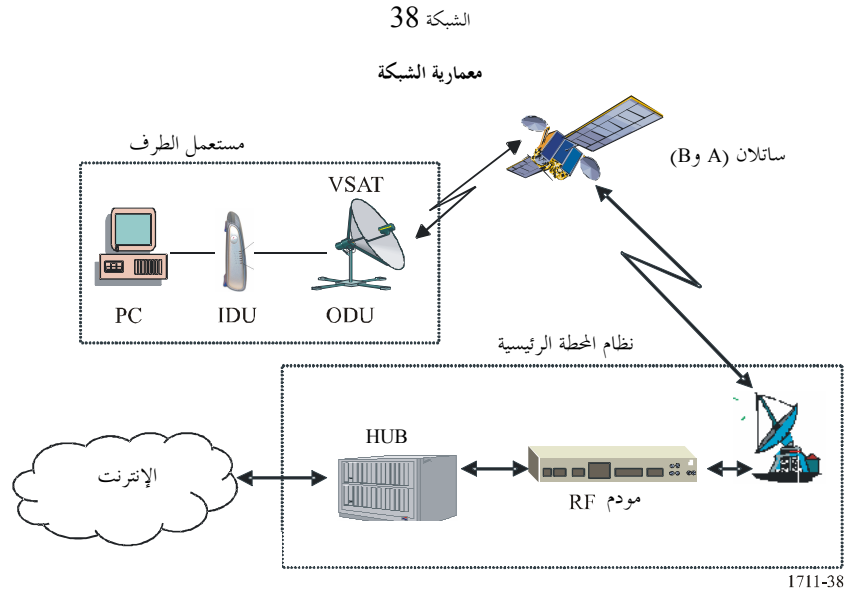 الشبكة 38
معمارية الشبكة
ساتلان (A وB)
مستعمل الطرف
VSAT
PC
IDU
ODU
نظام المحطة الرئيسية
HUB
الإنترنت
مودم RF
1711-38